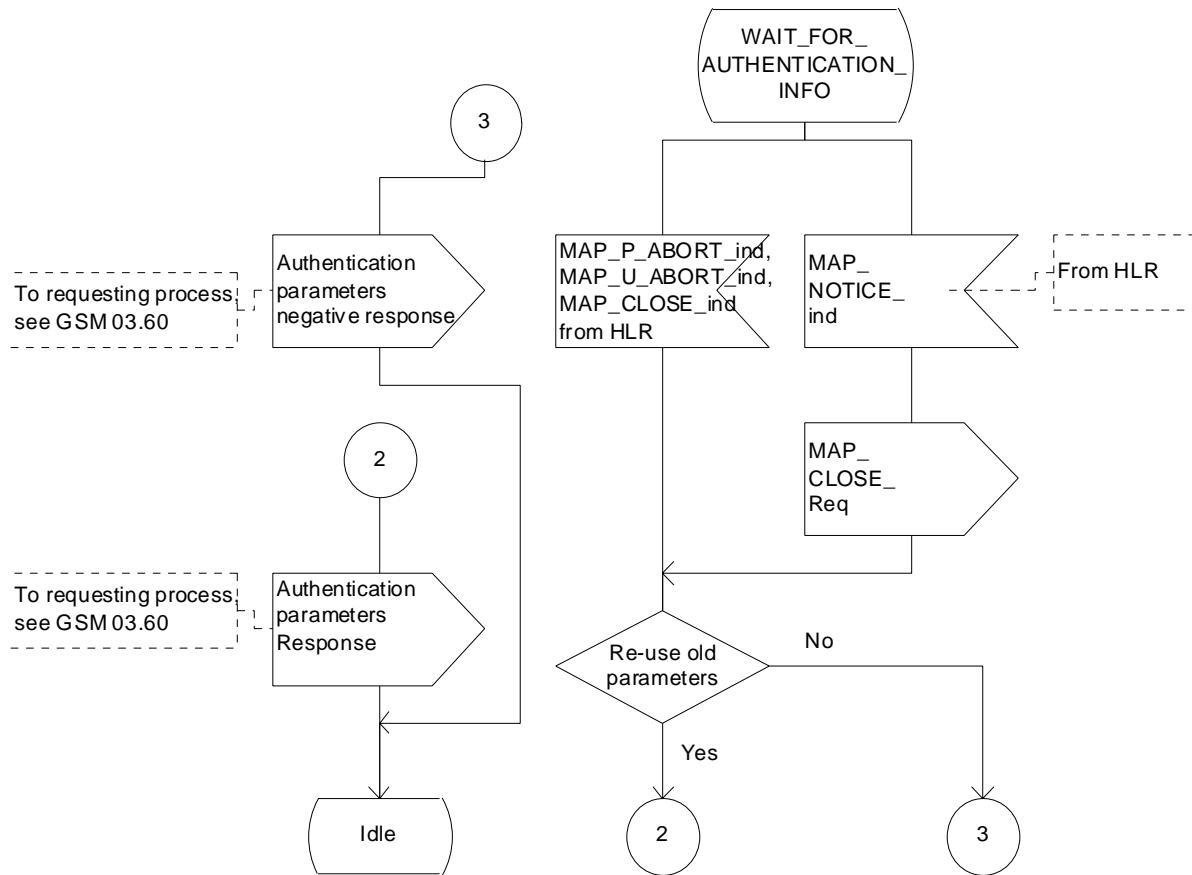 WAIT_FOR_
AUTHENTICATION_
INFO
3
MAP_P_ABORT_ind,
MAP_U_ABORT_ind,
MAP_CLOSE_ind
from HLR
MAP_
NOTICE_
ind
From HLR
Authentication
parameters
negative response
To requesting process,
see GSM 03.60
2
MAP_
CLOSE_
Req
Authentication
parameters
Response
To requesting process,
see GSM 03.60
Re-use old
parameters
No
Yes
Idle
2
3